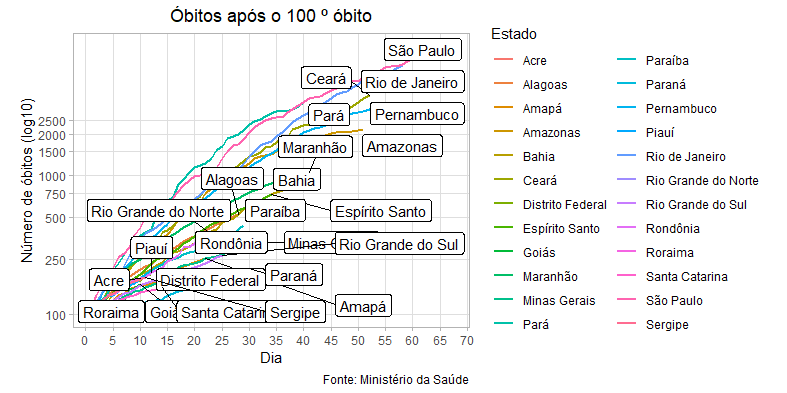 Óbitos após o 100 º óbito
Número de óbitos (log10)
2500
2000
1500
1000
750
500
250
100
São Paulo
Ceará
Rio de Janeiro
Pará
Pernambuco
Maranhão
Amazonas
Alagoas
Bahia
Rio Grande do Norte
Paraíba
Espírito Santo
Piauí
Rondônia
Minas G
Rio Grande do Sul
Acre
Distrito Federal
Paraná
Amapá
Roraima
Goiá
Santa Catarin
Sergipe
0 5 10 15 20 25 30 35 40 45 50 55 60 65 70
Dia
Estado
Acre
Alagoas
Amapá
Amazonas
Bahia
Ceará
Distrito Federal
Espírito Santo
Goiás
Maranhão
Minas Gerais
Pará
Paraíba
Paraná
Pernambuco
Piauí
Rio de Janeiro
Rio Grande do Norte
Rio Grande do Sul
Rondônia
Roraima
Santa Catarina
São Paulo
Sergipe
Fonte: Ministério da Saúde